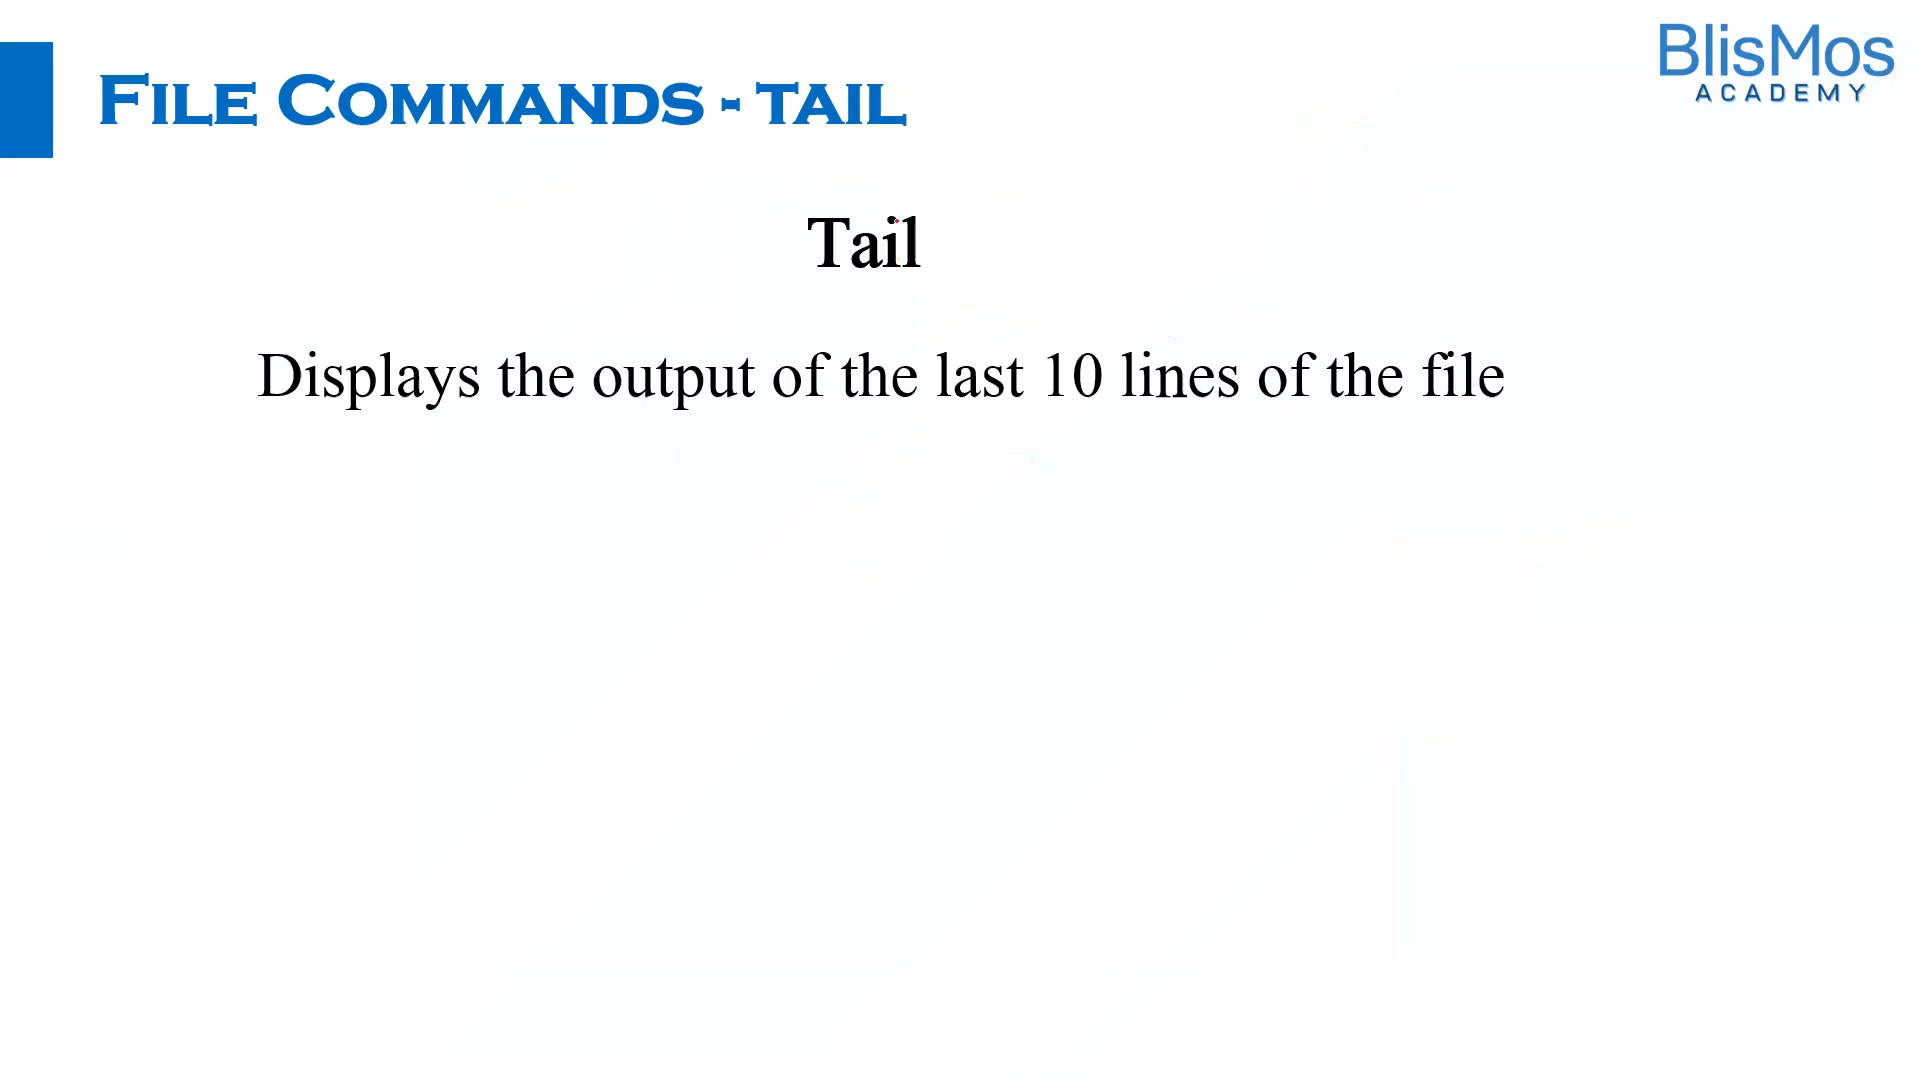 BlisMos
ACADEMY
FILE COMMANDS - TAIL
Tail
Displays the output of the last 10 lines of the file